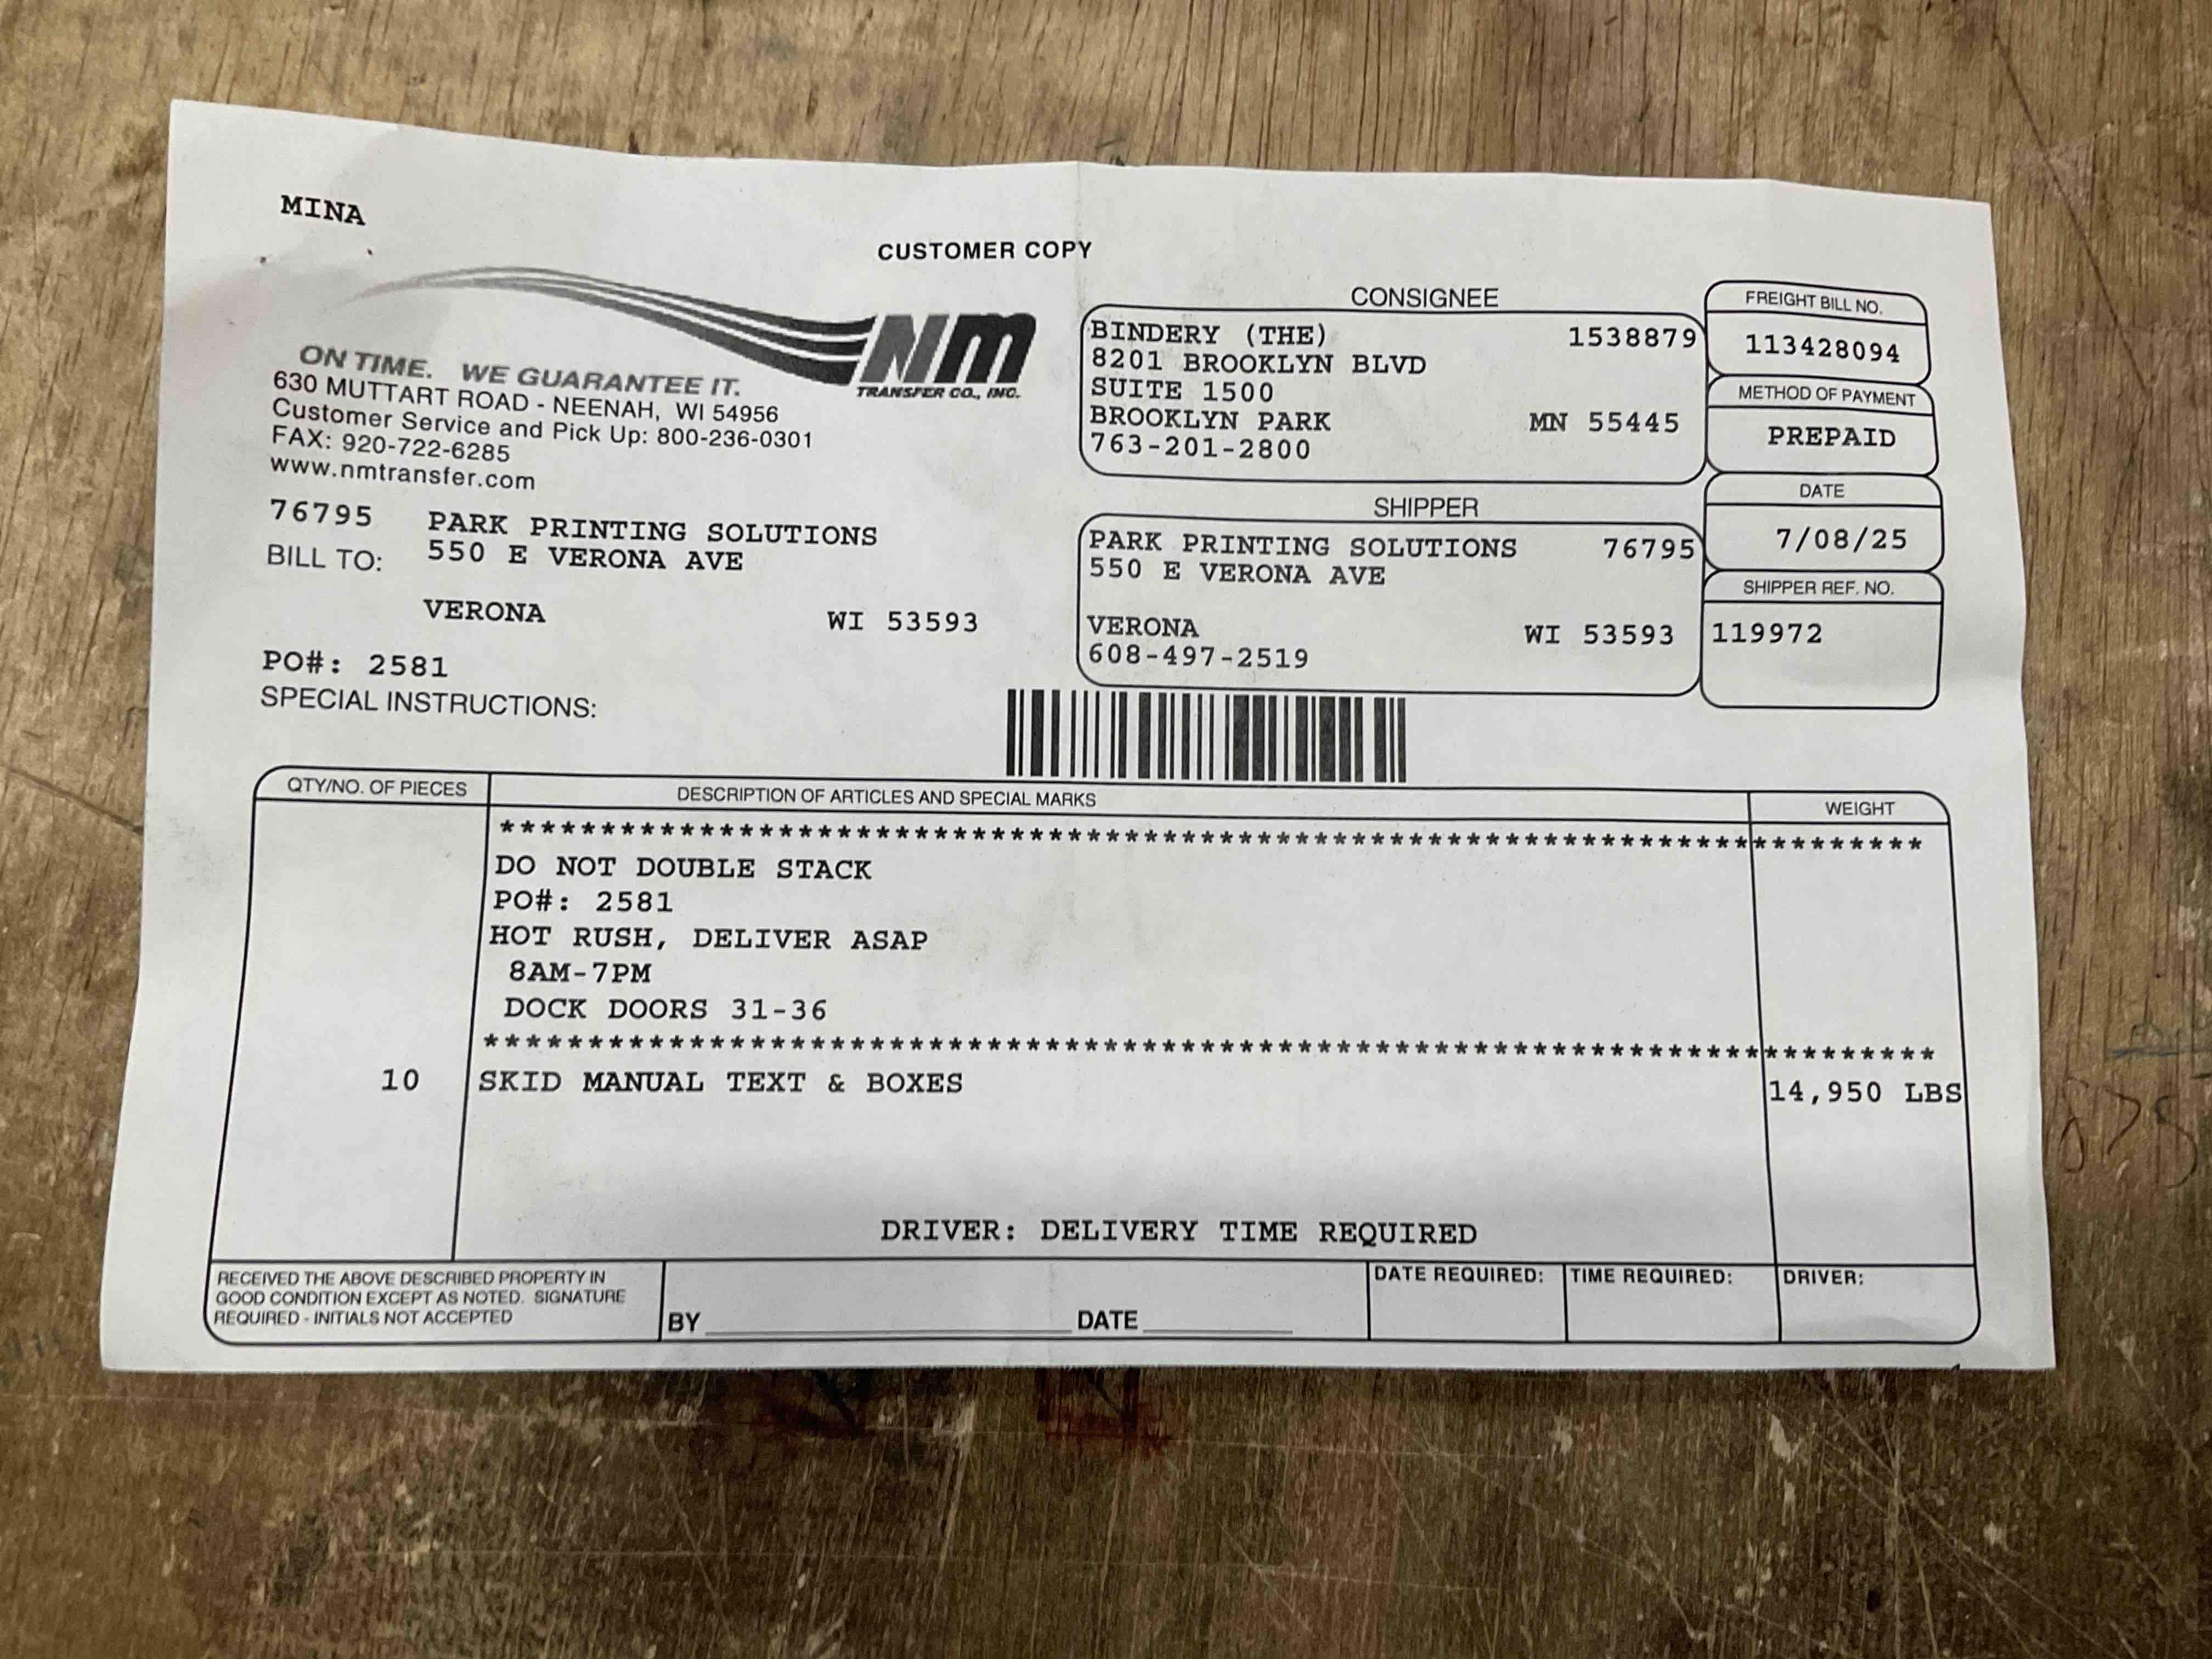 MINA
CUSTOMER COPY
NM
TRANSFER CO., INC.
ON TIME. WE GUARANTEE IT.
630 MUTTART ROAD - NEENAH, WI 54956
Customer Service and Pick Up: 800-236-0301
FAX: 920-722-6285
www.nmtransfer.com
76795 PARK PRINTING SOLUTIONS
BILL TO: 550 E VERONA AVE
VERONA WI 53593
PO#: 2581
SPECIAL INSTRUCTIONS:
CONSIGNEE
BINDERY (THE) 1538879
8201 BROOKLYN BLVD
SUITE 1500
BROOKLYN PARK MN 55445
763-201-2800
SHIPPER
PARK PRINTING SOLUTIONS 76795
550 E VERONA AVE
VERONA WI 53593
608-497-2519
FREIGHT BILL NO.
113428094
METHOD OF PAYMENT
PREPAID
DATE
7/08/25
SHIPPER REF. NO.
119972
QTY/NO. OF PIECES DESCRIPTION OF ARTICLES AND SPECIAL MARKS WEIGHT
************************************************************************
DO NOT DOUBLE STACK
PO#: 2581
HOT RUSH, DELIVER ASAP
8AM-7PM
DOCK DOORS 31-36
************************************************************************
10 SKID MANUAL TEXT & BOXES 14,950 LBS
DRIVER: DELIVERY TIME REQUIRED
RECEIVED THE ABOVE DESCRIBED PROPERTY IN
GOOD CONDITION EXCEPT AS NOTED. SIGNATURE
REQUIRED - INITIALS NOT ACCEPTED
BY DATE
DATE REQUIRED: TIME REQUIRED: DRIVER: